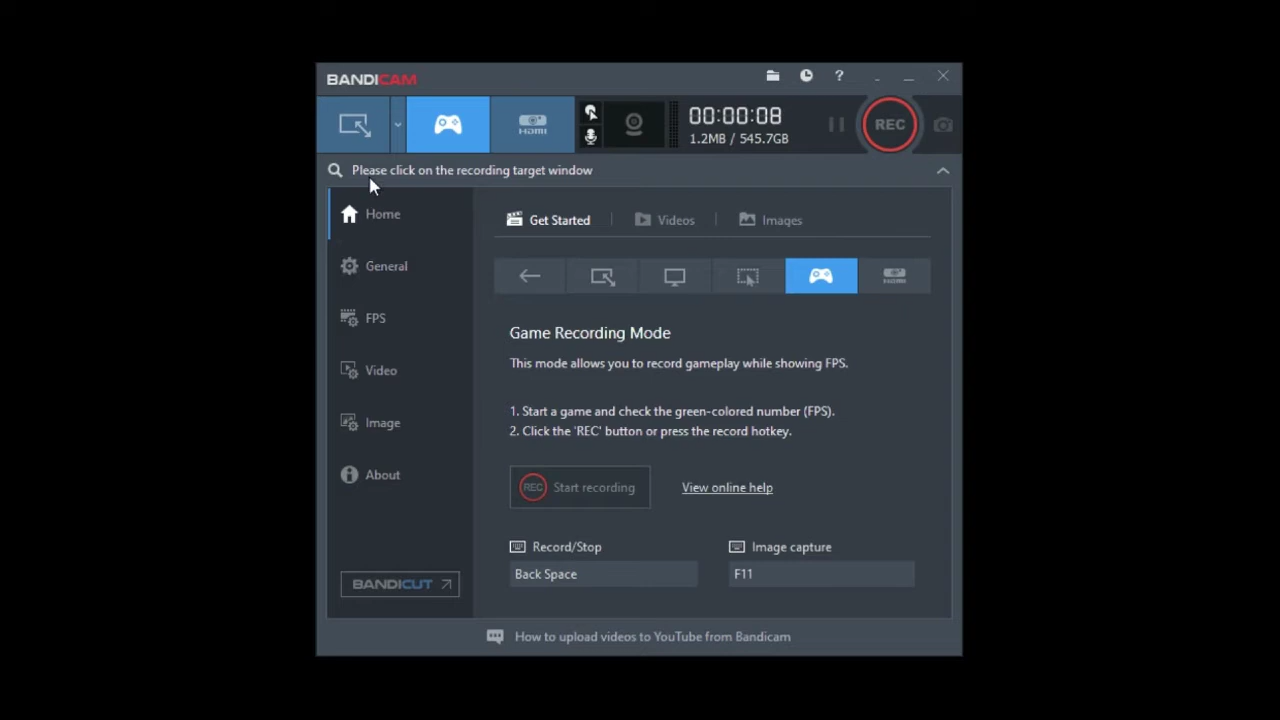 BANDICAM
HDMI
00:00:08
1.2MB / 545.7GB
REC
Please click on the recording target window
Home
General
FPS
Video
Image
About
BANDICUT
Get Started
Videos
Images
HDMI
Game Recording Mode
This mode allows you to record gameplay while showing FPS.
1. Start a game and check the green-colored number (FPS).
2. Click the 'REC' button or press the record hotkey.
REC Start recording
View online help
Record/Stop
Image capture
Back Space
F11
How to upload videos to YouTube from Bandicam